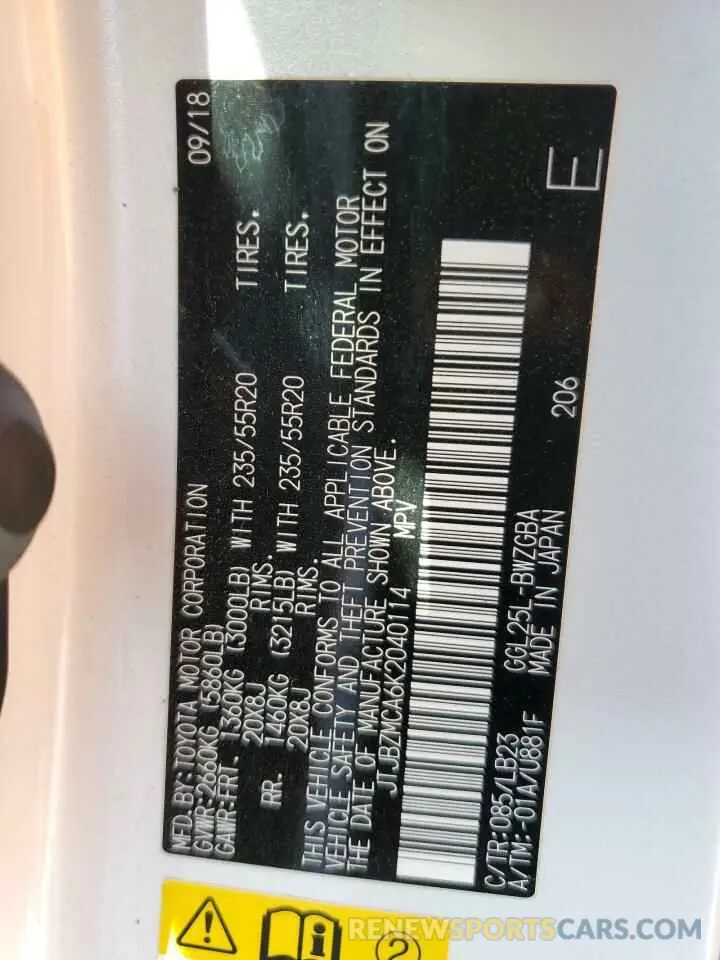 MFD. BY:TOYOTA MOTOR CORPORATION 09/18
GVWR:2660KG (5860LB)
GAWR:FRT. 1360KG (3000LB) WITH 235/55R20 TIRES.
20X8J RIMS.
RR. 1460KG (3215LB) WITH 235/55R20 TIRES.
20X8J RIMS.
THIS VEHICLE CONFORMS TO ALL APPLICABLE FEDERAL MOTOR
VEHICLE SAFETY AND THEFT PREVENTION STANDARDS IN EFFECT ON
THE DATE OF MANUFACTURE SHOWN ABOVE.
JTJBZMCA6K2040114 MPV
C/TR:085/LB23 GGL25L-BWZGBA 206 E
A/TM:-01A/U881F MADE IN JAPAN
RENEWSPORTSCARS.COM